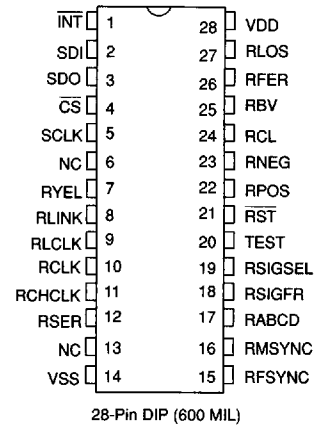 INT 1 28 VDD
SDI 2 27 RLOS
SDO 3 26 RFER
CS 4 25 RBV
SCLK 5 24 RCL
NC 6 23 RNEG
RYEL 7 22 RPOS
RLINK 8 21 RST
RLCLK 9 20 TEST
RCLK 10 19 RSIGSEL
RCHCLK 11 18 RSIGFR
RSER 12 17 RABCD
NC 13 16 RMSYNC
VSS 14 15 RFSYNC
28-Pin DIP (600 MIL)